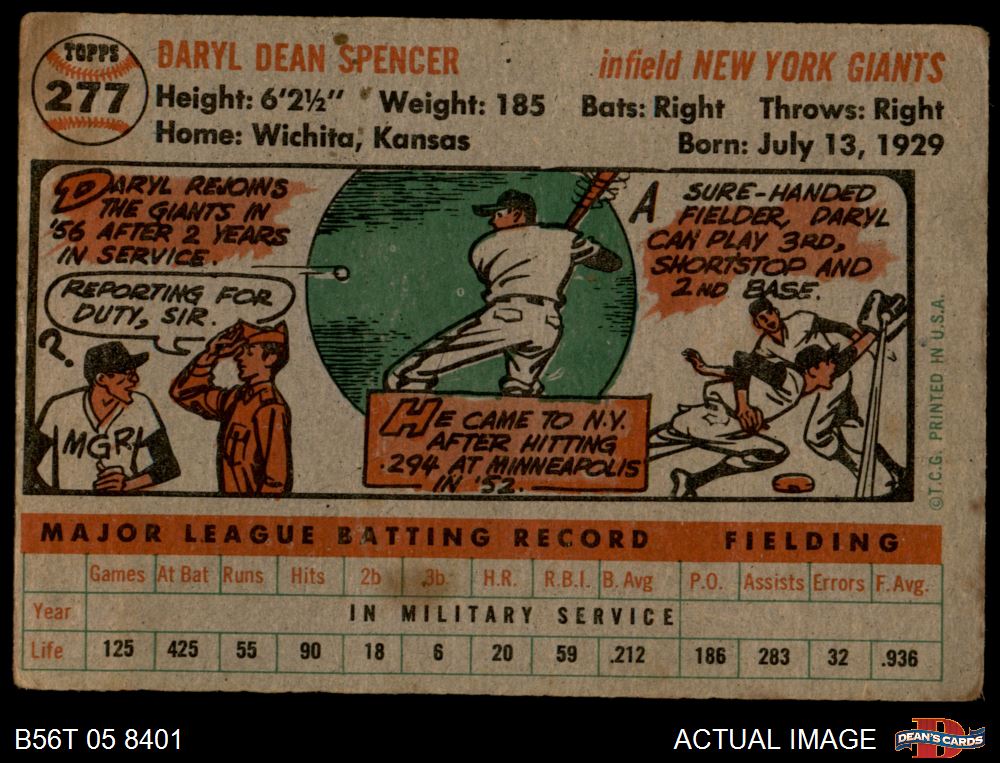 TOPPS
277
DARYL DEAN SPENCER
infield NEW YORK GIANTS
Height: 6'2½" Weight: 185 Bats: Right Throws: Right
Home: Wichita, Kansas
Born: July 13, 1929
DARYL REJOINS
THE GIANTS IN
'56 AFTER 2 YEARS
IN SERVICE.
REPORTING FOR
DUTY, SIR.
?
MGR.
HE CAME TO N.Y.
AFTER HITTING
.294 AT MINNEAPOLIS
IN '52.
A SURE-HANDED
FIELDER, DARYL
CAN PLAY 3RD,
SHORTSTOP AND
2ND BASE.
©T.C.G. PRINTED IN U.S.A.
MAJOR LEAGUE BATTING RECORD FIELDING
Games At Bat Runs Hits 2b 3b. H.R. R.B.I. B. Avg P.O. Assists Errors F. Avg.
Year IN MILITARY SERVICE
Life 125 425 55 90 18 6 20 59 .212 186 283 32 .936
B56T 05 8401
ACTUAL IMAGE
D
DEAN'S CARDS